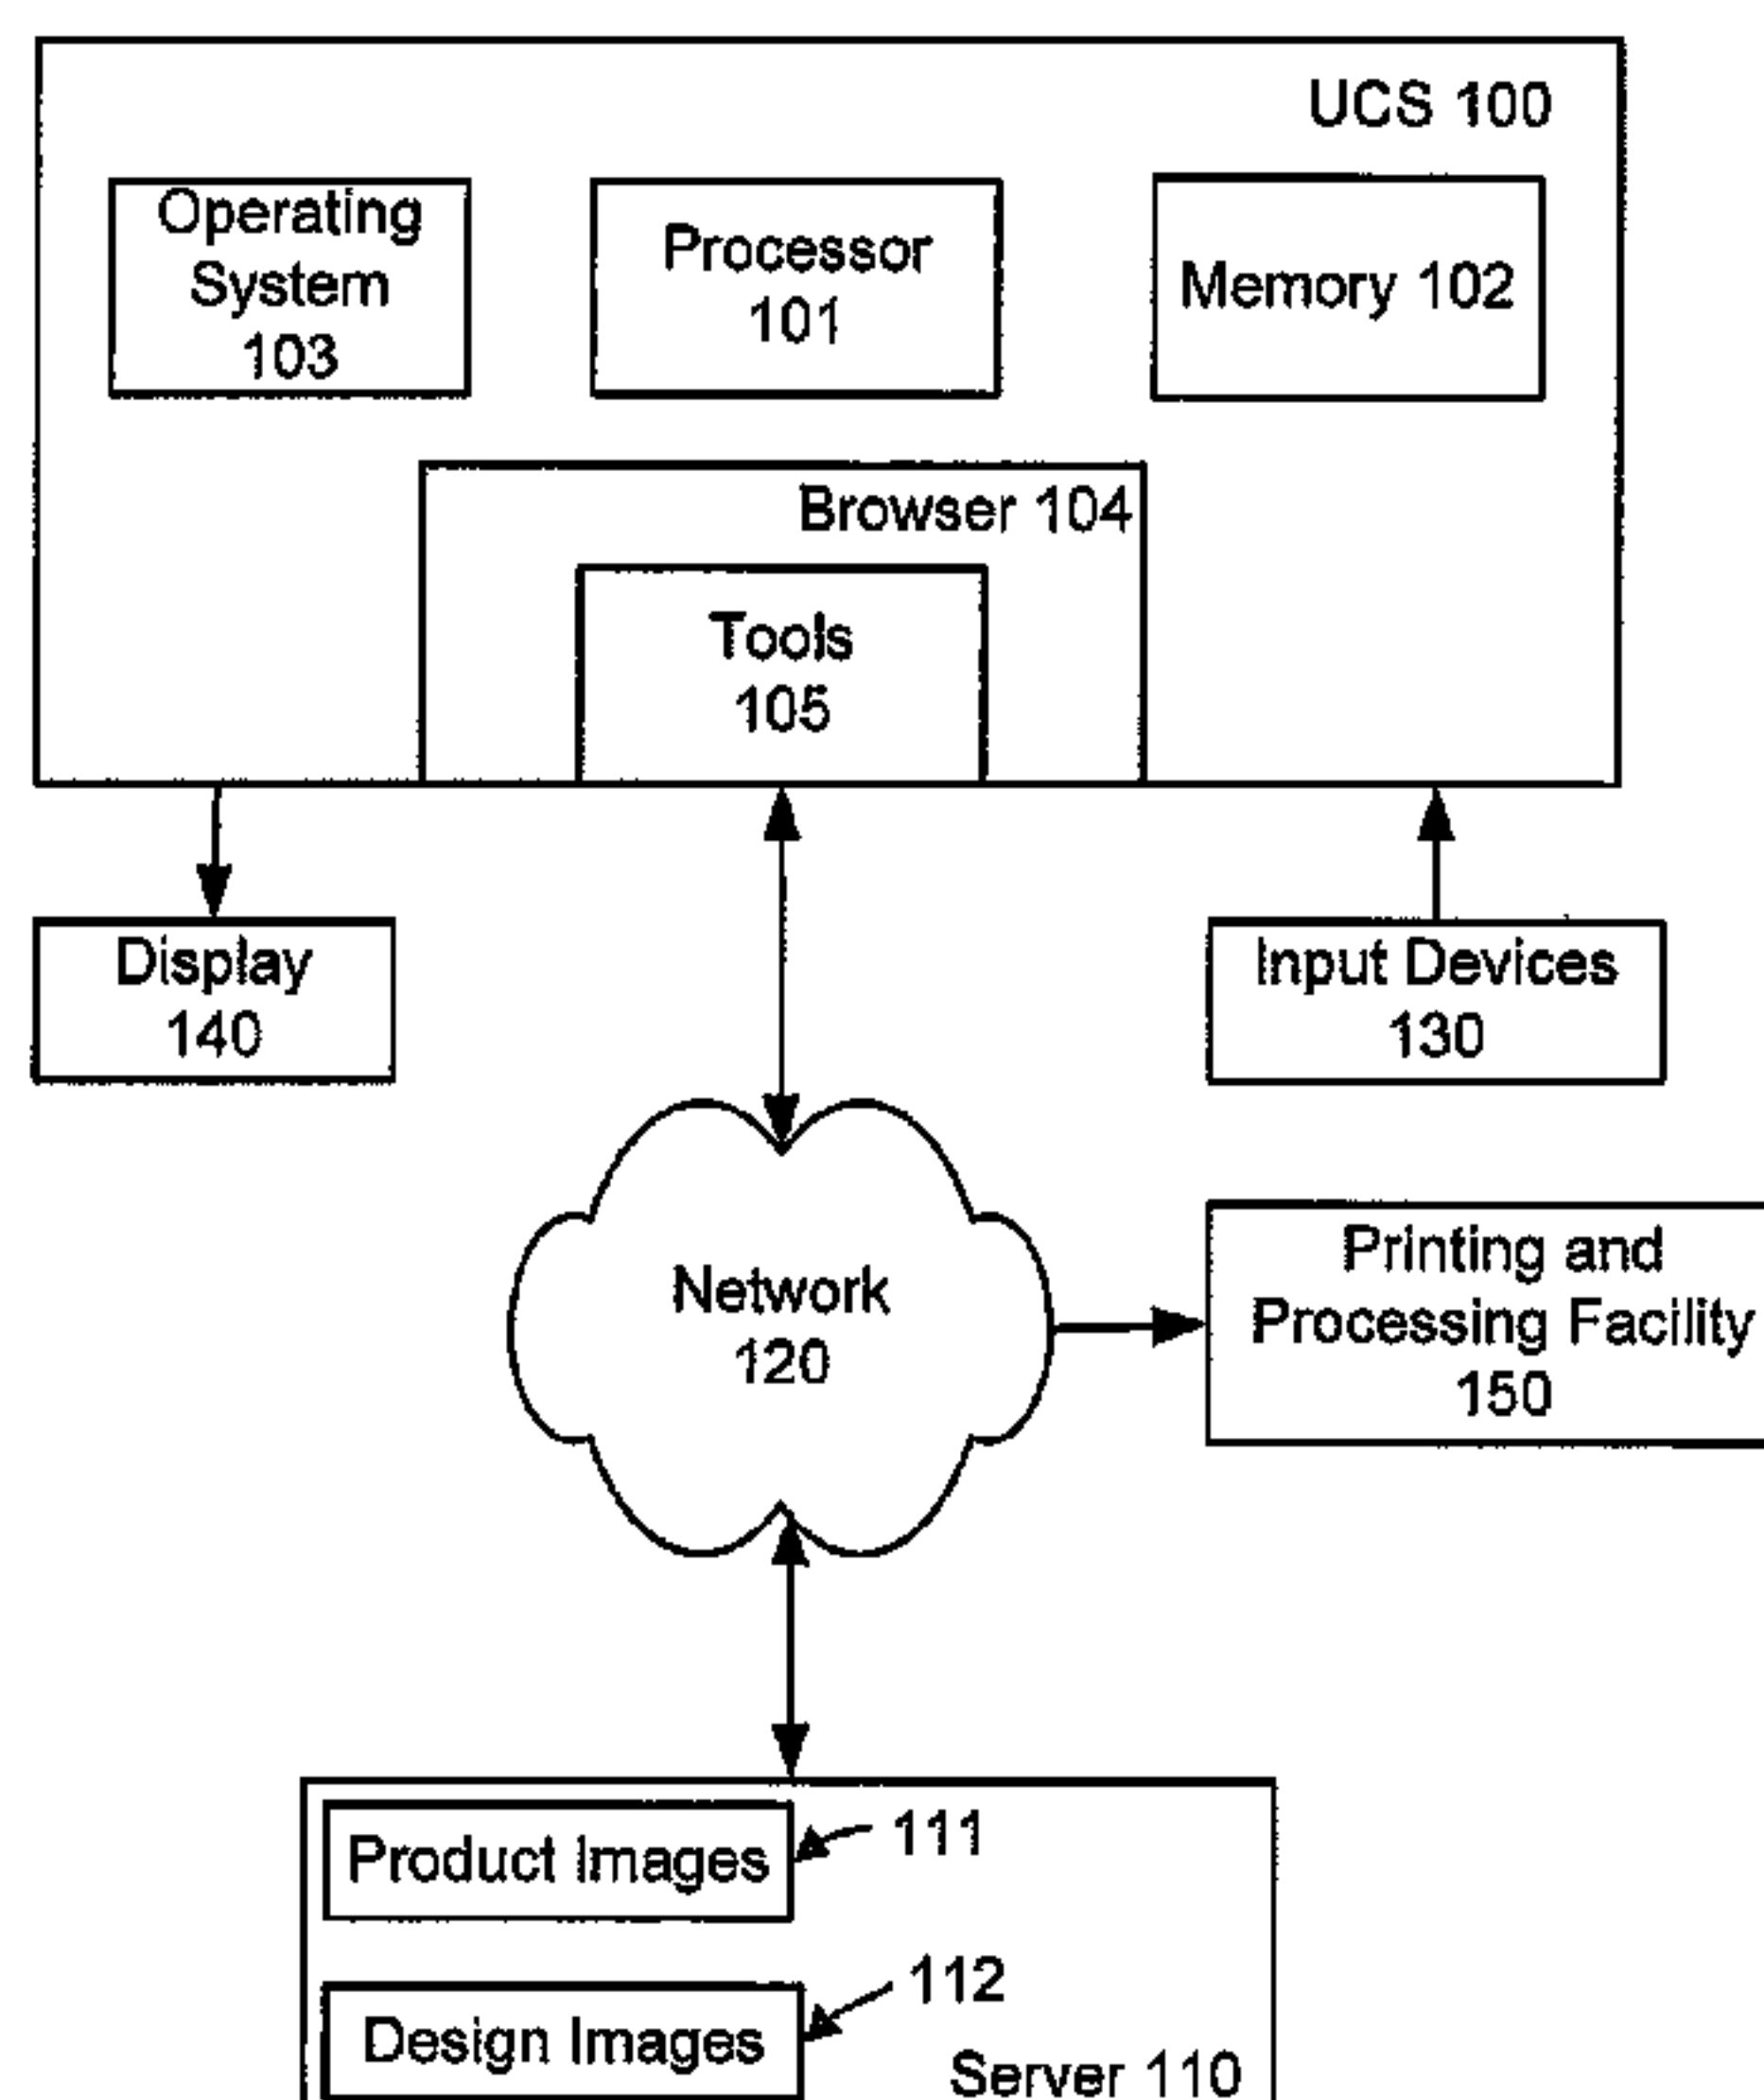 UCS 100
Operating
System
103
Processor
101
Memory 102
Browser 104
Tools
105
Display
140
Input Devices
130
Network
120
Printing and
Processing Facility
150
Product Images
111
Design Images
112
Server 110